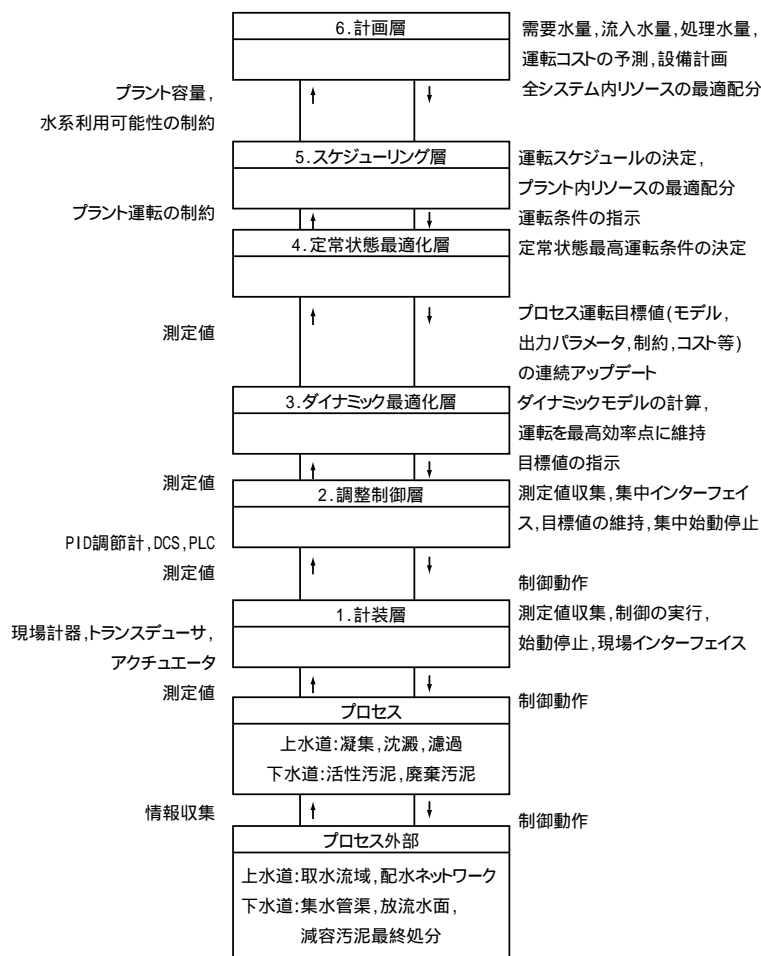 6.計画層
需要水量,流入水量,処理水量,
運転コストの予測,設備計画
全システム内リソースの最適配分
プラント容量,
水系利用可能性の制約
5.スケジューリング層
運転スケジュールの決定,
プラント内リソースの最適配分
プラント運転の制約
運転条件の指示
4.定常状態最適化層
定常状態最高運転条件の決定
測定値
プロセス運転目標値(モデル,
出力パラメータ,制約,コスト等)
の連続アップデート
3.ダイナミック最適化層
ダイナミックモデルの計算,
運転を最高効率点に維持
測定値
目標値の指示
2.調整制御層
測定値収集,集中インターフェイ
ス,目標値の維持,集中始動停止
PID調節計,DCS,PLC
測定値
制御動作
1.計装層
測定値収集,制御の実行,
始動停止,現場インターフェイス
現場計器,トランスデューサ,
アクチュエータ
測定値
制御動作
プロセス
上水道:凝集,沈澱,濾過
下水道:活性汚泥,廃棄汚泥
情報収集
制御動作
プロセス外部
上水道:取水流域,配水ネットワーク
下水道:集水管渠,放流水面,
減容汚泥最終処分